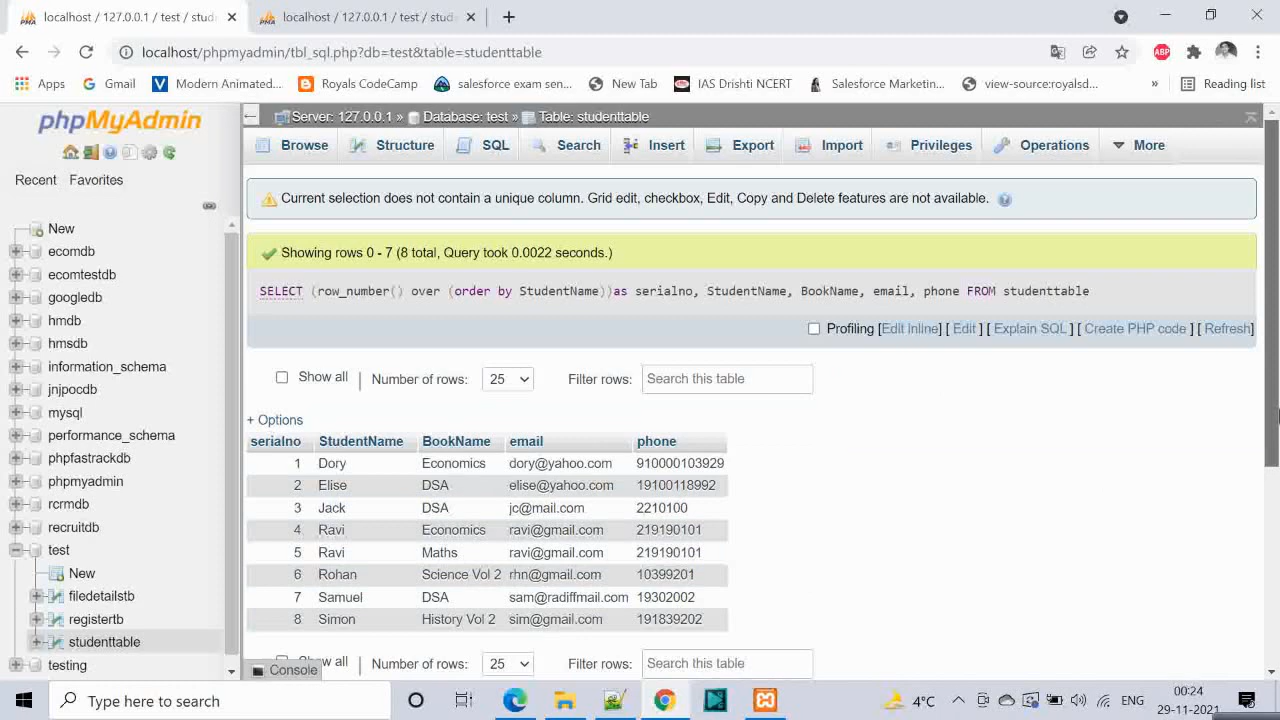 localhost / 127.0.0.1 / test / stud
localhost / 127.0.0.1 / test / stud
localhost/phpmyadmin/tbl_sql.php?db=test&table=studenttable
ABP
Apps
Gmail
Modern Animated...
Royals CodeCamp
salesforce exam sen...
New Tab
IAS Drishti NCERT
Salesforce Marketin...
view-source:royalsd...
»
Reading list
phpMyAdmin
Recent Favorites
New
ecomdb
ecomtestdb
googledb
hmdb
hmsdb
information_schema
jnjpocdb
mysql
performance_schema
phpfastrackdb
phpmyadmin
rcrmdb
recruitdb
test
New
filedetailstb
registertb
studenttable
testing
Server: 127.0.0.1 » Database: test » Table: studenttable
Browse Structure SQL Search Insert Export Import Privileges Operations More
Current selection does not contain a unique column. Grid edit, checkbox, Edit, Copy and Delete features are not available.
Showing rows 0 - 7 (8 total, Query took 0.0022 seconds.)
SELECT (row_number() over (order by StudentName))as serialno, StudentName, BookName, email, phone FROM studenttable
Profiling [Edit inline] [ Edit ] [ Explain SQL ] [ Create PHP code ] [ Refresh]
Show all | Number of rows: 25 Filter rows: Search this table
+ Options
serialno StudentName BookName email phone
1 Dory Economics dory@yahoo.com 910000103929
2 Elise DSA elise@yahoo.com 19100118992
3 Jack DSA jc@mail.com 2210100
4 Ravi Economics ravi@gmail.com 219190101
5 Ravi Maths ravi@gmail.com 219190101
6 Rohan Science Vol 2 rhn@gmail.com 10399201
7 Samuel DSA sam@radiffmail.com 19302002
8 Simon History Vol 2 sim@gmail.com 191839202
Show all | Number of rows: 25 Filter rows: Search this table
Console
Type here to search
4°C
ENG
00:24
29-11-2021